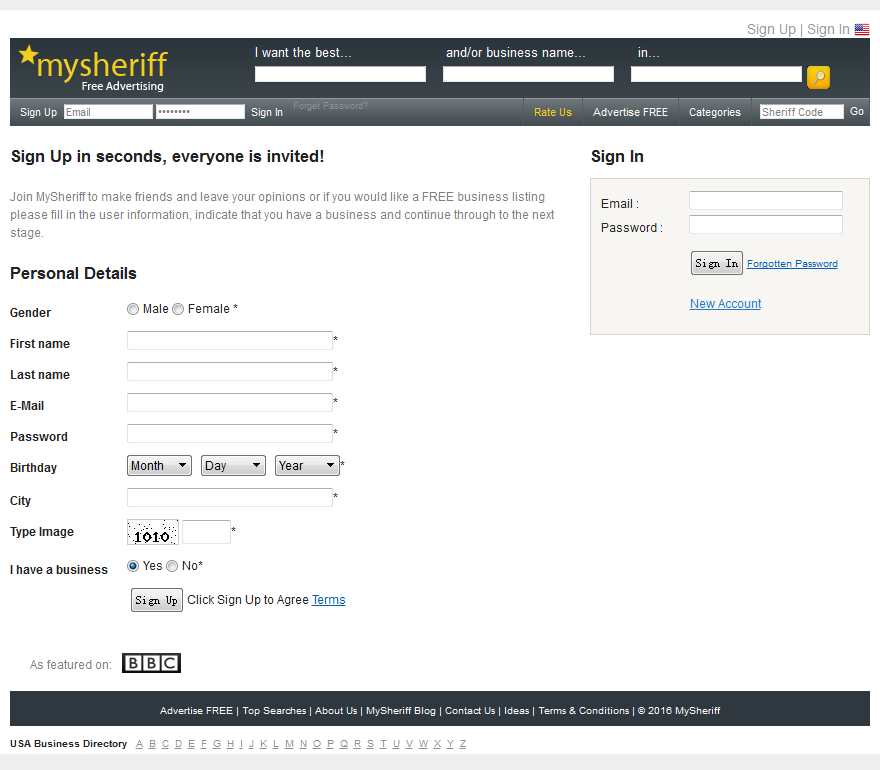 Sign Up | Sign In
mysheriff
Free Advertising
I want the best... and/or business name... in...
Sign Up Email •••••••• Sign In Forget Password? Rate Us Advertise FREE Categories Sheriff Code Go
Sign Up in seconds, everyone is invited!
Join MySheriff to make friends and leave your opinions or if you would like a FREE business listing
please fill in the user information, indicate that you have a business and continue through to the next
stage.
Personal Details
Gender Male Female *
First name *
Last name *
E-Mail *
Password *
Birthday Month Day Year *
City *
Type Image 1010 *
I have a business Yes No*
Sign Up Click Sign Up to Agree Terms
Sign In
Email :
Password :
Sign In Forgotten Password
New Account
As featured on: BBC
Advertise FREE | Top Searches | About Us | MySheriff Blog | Contact Us | Ideas | Terms & Conditions | © 2016 MySheriff
USA Business Directory A B C D E F G H I J K L M N O P Q R S T U V W X Y Z